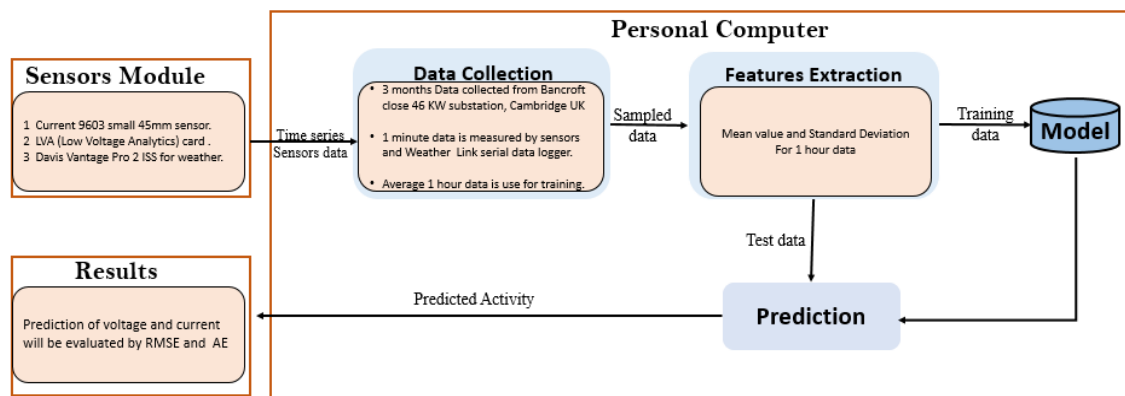 Personal Computer
Sensors Module
1 Current 9603 small 45mm sensor.
2 LVA (Low Voltage Analytics) card .
3 Davis Vantage Pro 2 ISS for weather.
Time series
Sensors data
Data Collection
• 3 months Data collected from Bancroft
close 46 KW substation, Cambridge UK
• 1 minute data is measured by sensors
and Weather Link serial data logger.
• Average 1 hour data is use for training.
Sampled
data
Features Extraction
Mean value and Standard Deviation
For 1 hour data
Training
data
Model
Test data
Prediction
Predicted Activity
Results
Prediction of voltage and current
will be evaluated by RMSE and AE